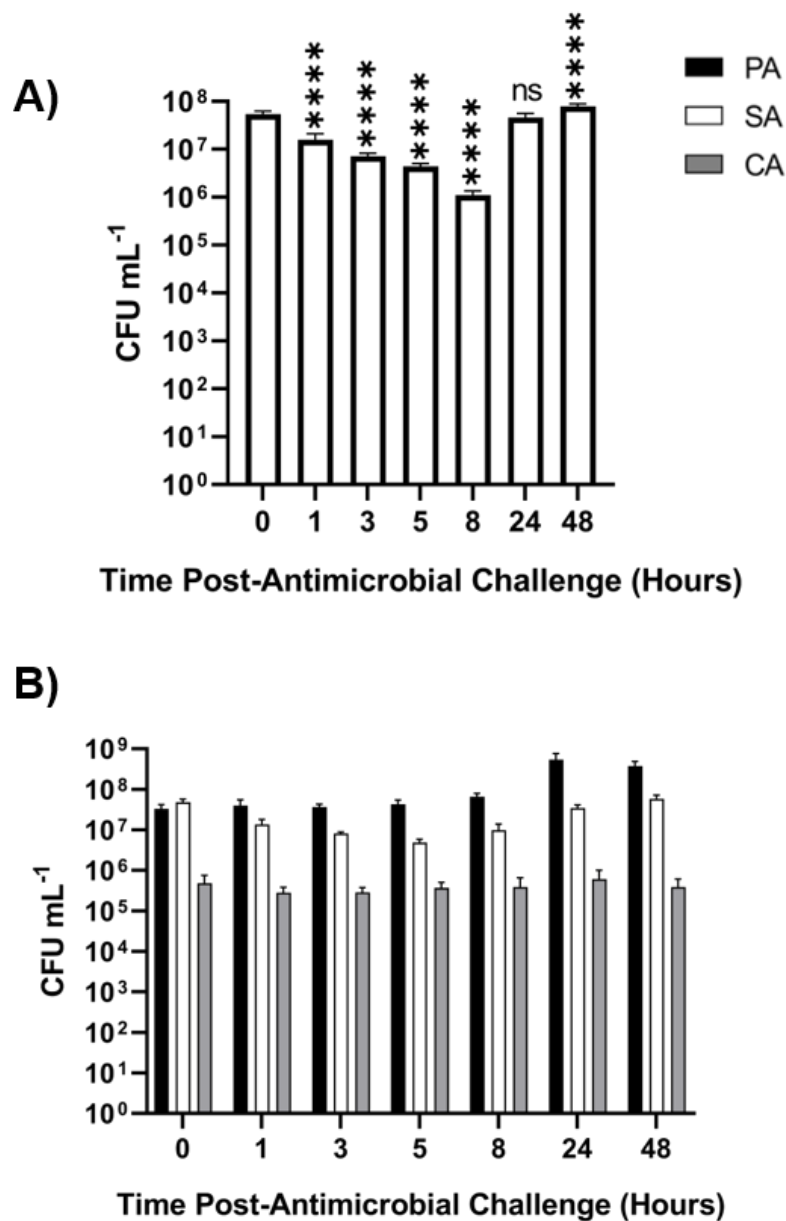 A)
PA
SA
CA
**** **** **** **** ns ****
10⁸
10⁷
10⁶
10⁵
10⁴
10³
10²
10¹
10⁰
CFU mL⁻¹
0 1 3 5 8 24 48
Time Post-Antimicrobial Challenge (Hours)
B)
10⁹
10⁸
10⁷
10⁶
10⁵
10⁴
10³
10²
10¹
10⁰
CFU mL⁻¹
0 1 3 5 8 24 48
Time Post-Antimicrobial Challenge (Hours)